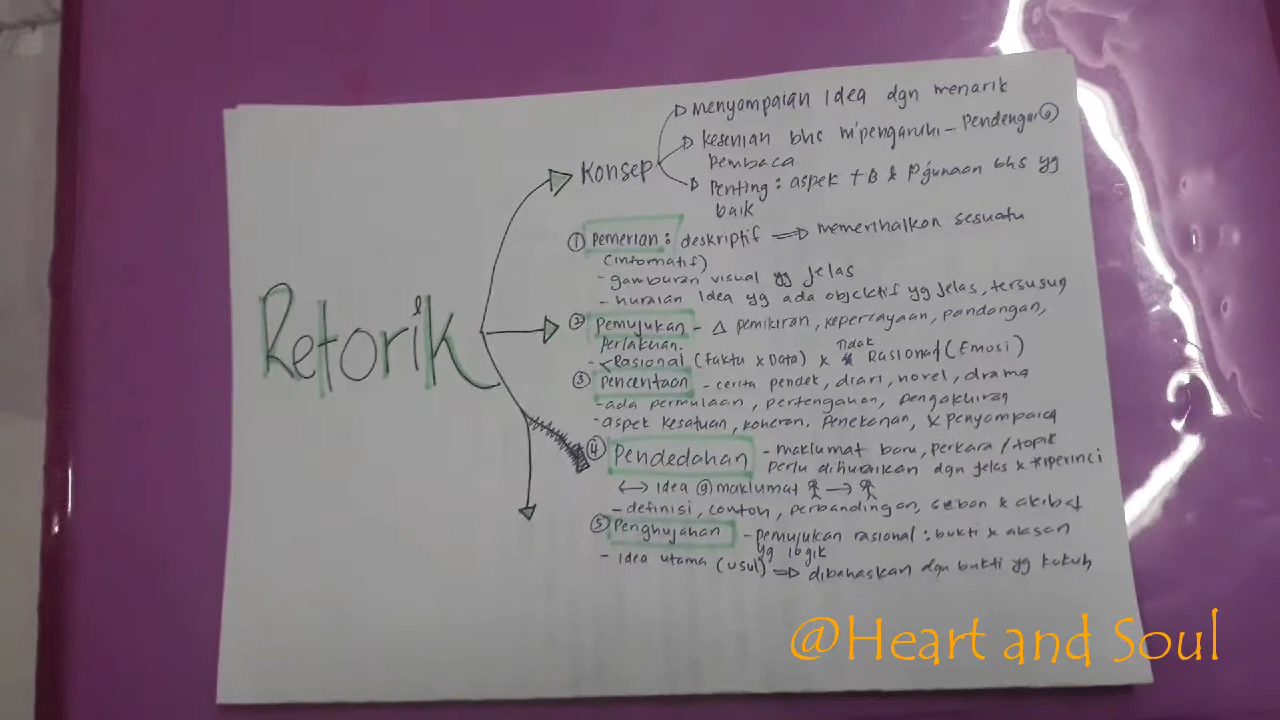 Retorik
Konsep
menyampaian idea dgn menarik
kesenian bhs m'pengaruhi - pendengar @
pembaca
Penting : aspek TB & p'gunaan bhs yg
baik
① Pemerian : deskriptif ⇒ memerihalkan sesuatu
(informatif)
- gambaran visual yg jelas
- huraian idea yg ada objektif yg jelas, tersusun
② Pemujukan - Δ pemikiran, kepercayaan, pandangan,
perlakuan.
- < Rasional (fakta & Data) & Tidak Rasional (Emosi)
③ Penceritaan - cerita pendek, diari, novel, drama
- ada permulaan, pertengahan, pengakhiran
- aspek kesatuan, koheran, penekanan, & penyampaian
④ Pendedahan - maklumat baru, perkara / topik
perlu dihuraikan dgn jelas & terperinci
↔ idea @ maklumat →
- definisi, contoh, perbandingan, sebab & akibat
⑤ Penghujahan - pemujukan rasional : bukti & alasan
yg logik
- idea utama (usul) ⇒ dibahaskan dgn bukti yg kukuh
@Heart and Soul